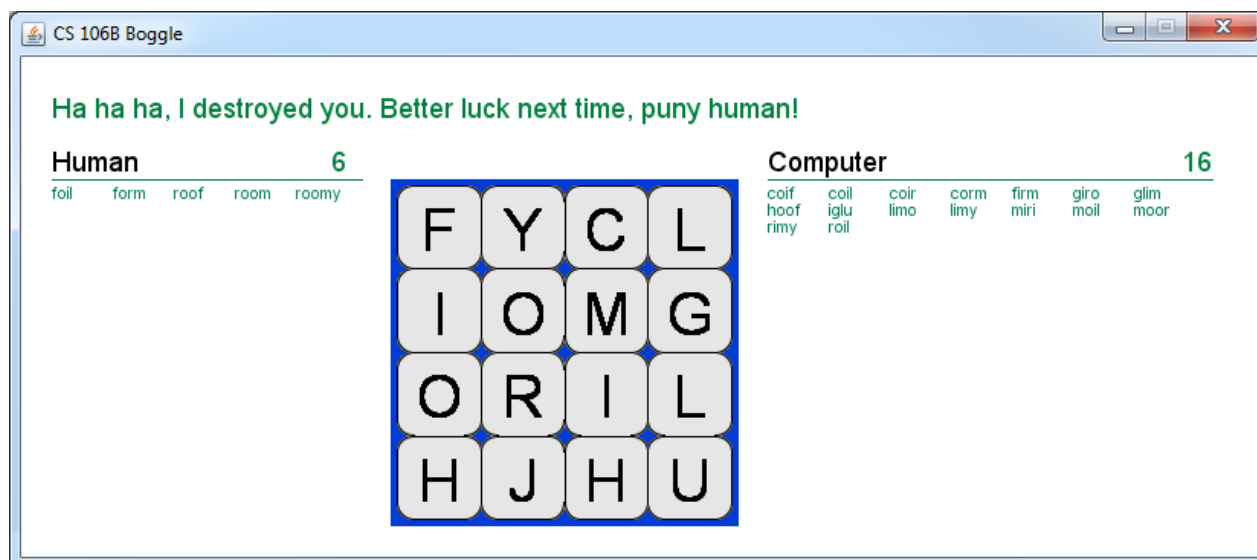 CS 106B Boggle
Ha ha ha, I destroyed you. Better luck next time, puny human!
Human 6
foil form roof room roomy
F Y C L
I O M G
O R I L
H J H U
Computer 16
coif coil coir corm firm giro glim
hoof iglu limo limy miri moil moor
rimy roil